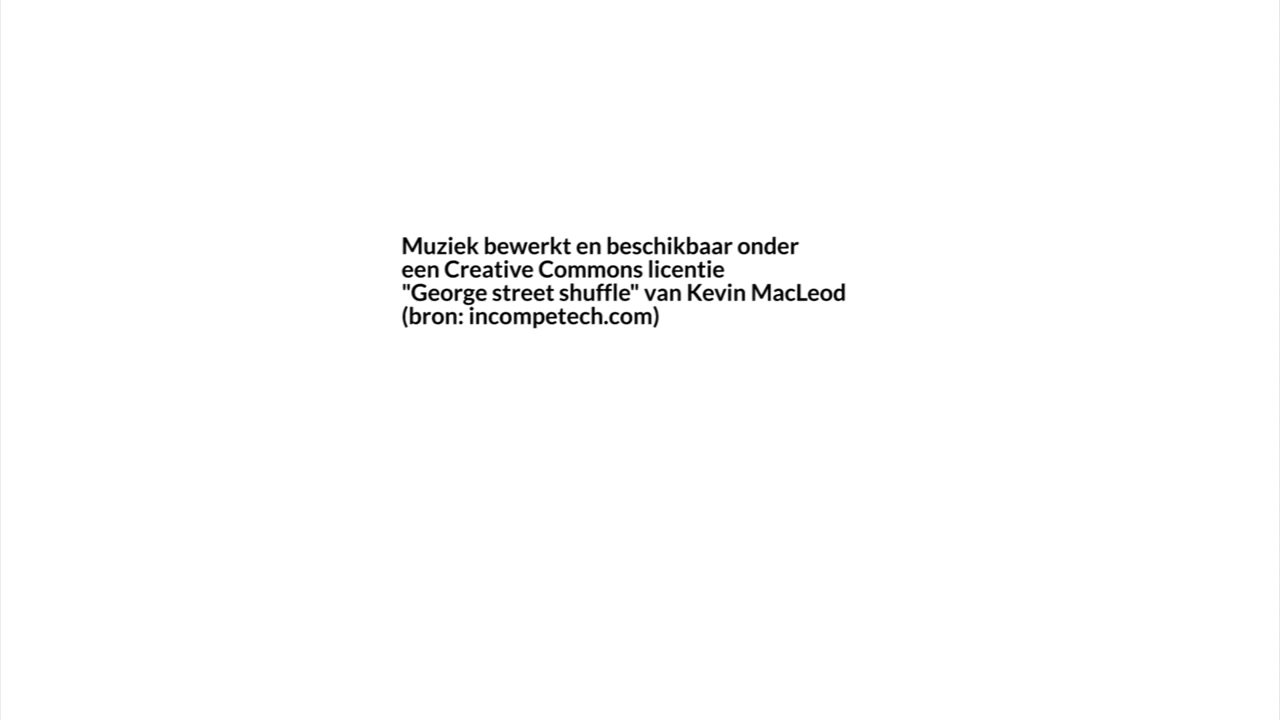 Muziek bewerkt en beschikbaar onder
een Creative Commons licentie
"George street shuffle" van Kevin MacLeod
(bron: incompetech.com)